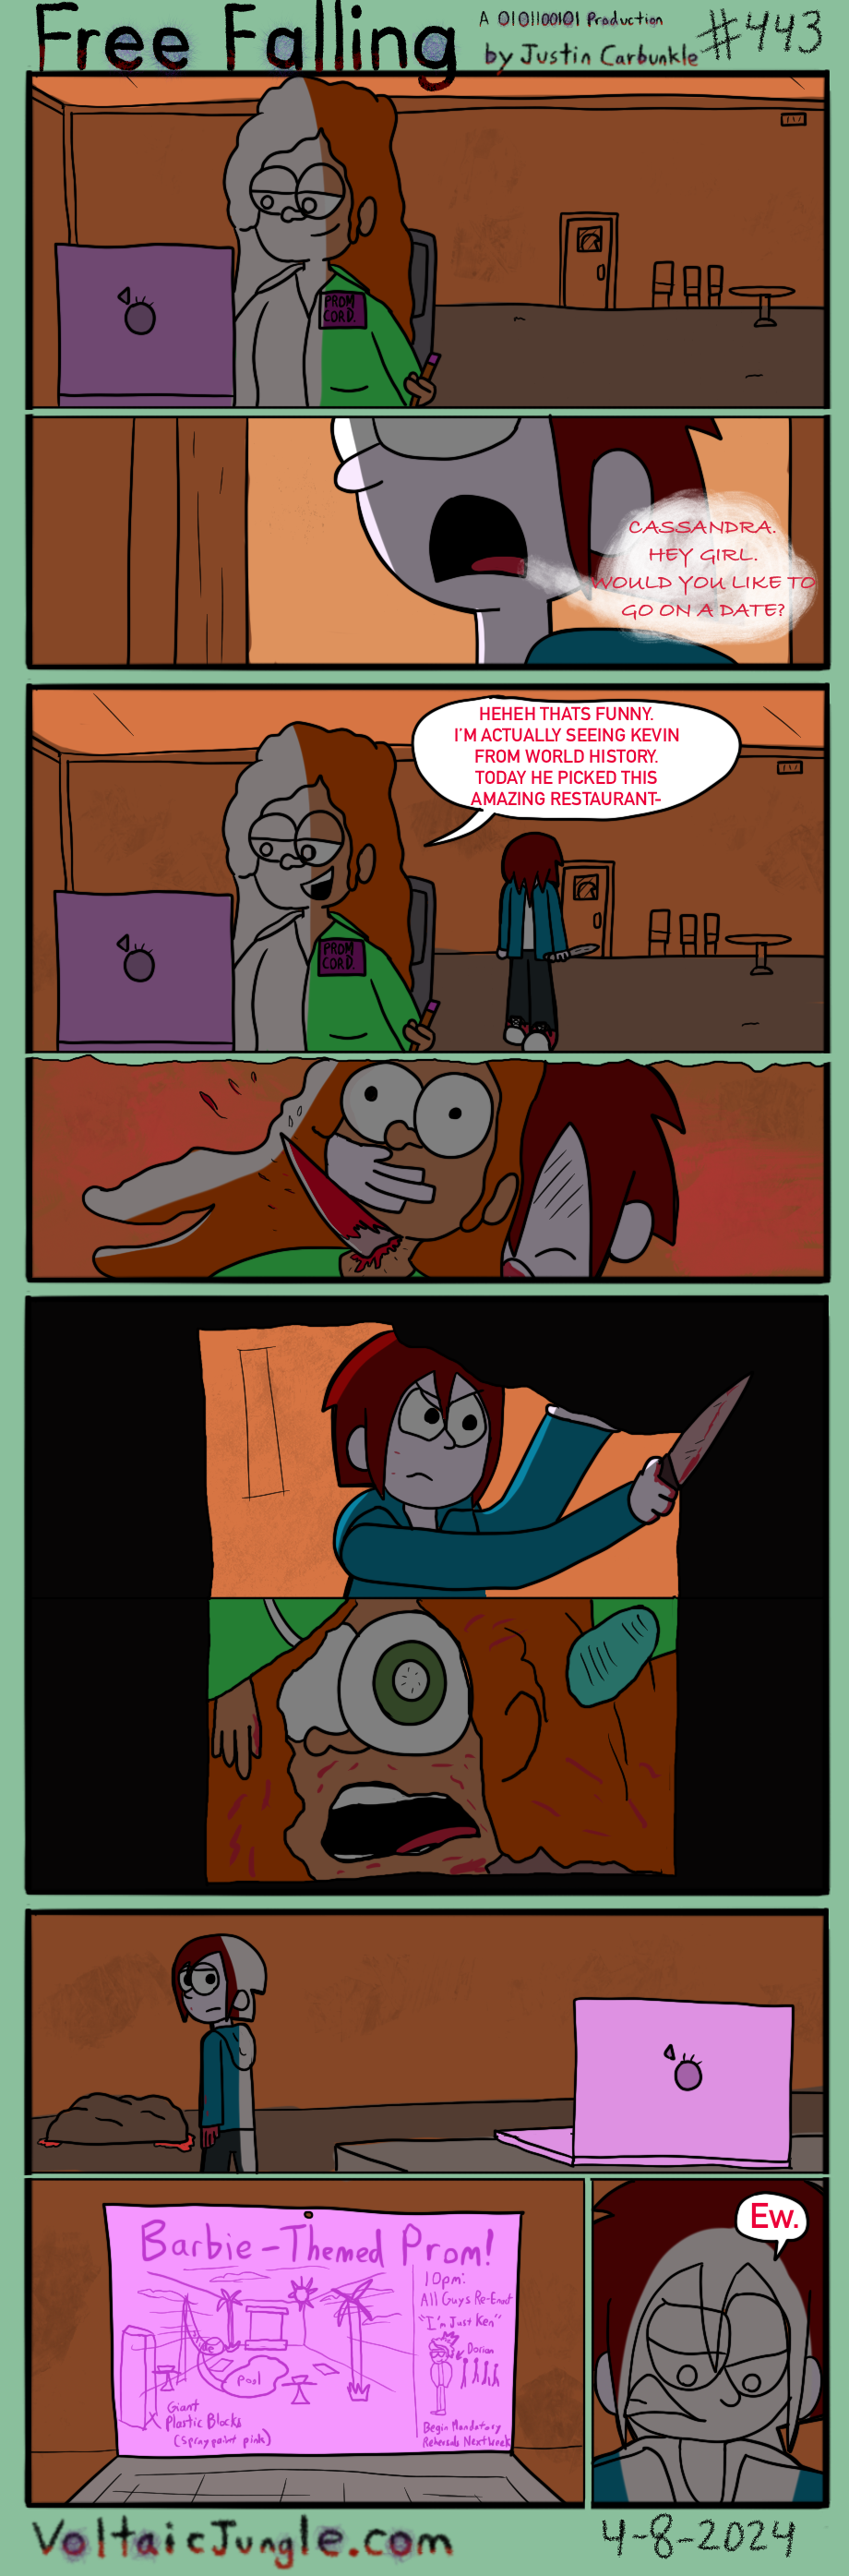 Free Falling
A 0101100101 Production
by Justin Carbunkle
#443
PROM
CORD.
CASSANDRA.
HEY GIRL.
WOULD YOU LIKE TO
GO ON A DATE?
HEHEH THATS FUNNY.
I'M ACTUALLY SEEING KEVIN
FROM WORLD HISTORY.
TODAY HE PICKED THIS
AMAZING RESTAURANT-
PROM
CORD.
Barbie-Themed Prom!
10pm:
All Guys Re-Enact
"I'm Just Ken"
Dorian
Pool
Giant
Plastic Blocks
(spray paint pink)
Begin Mandatory
Rehersals Next Week
Ew.
VoltaicJungle.com
4-8-2024